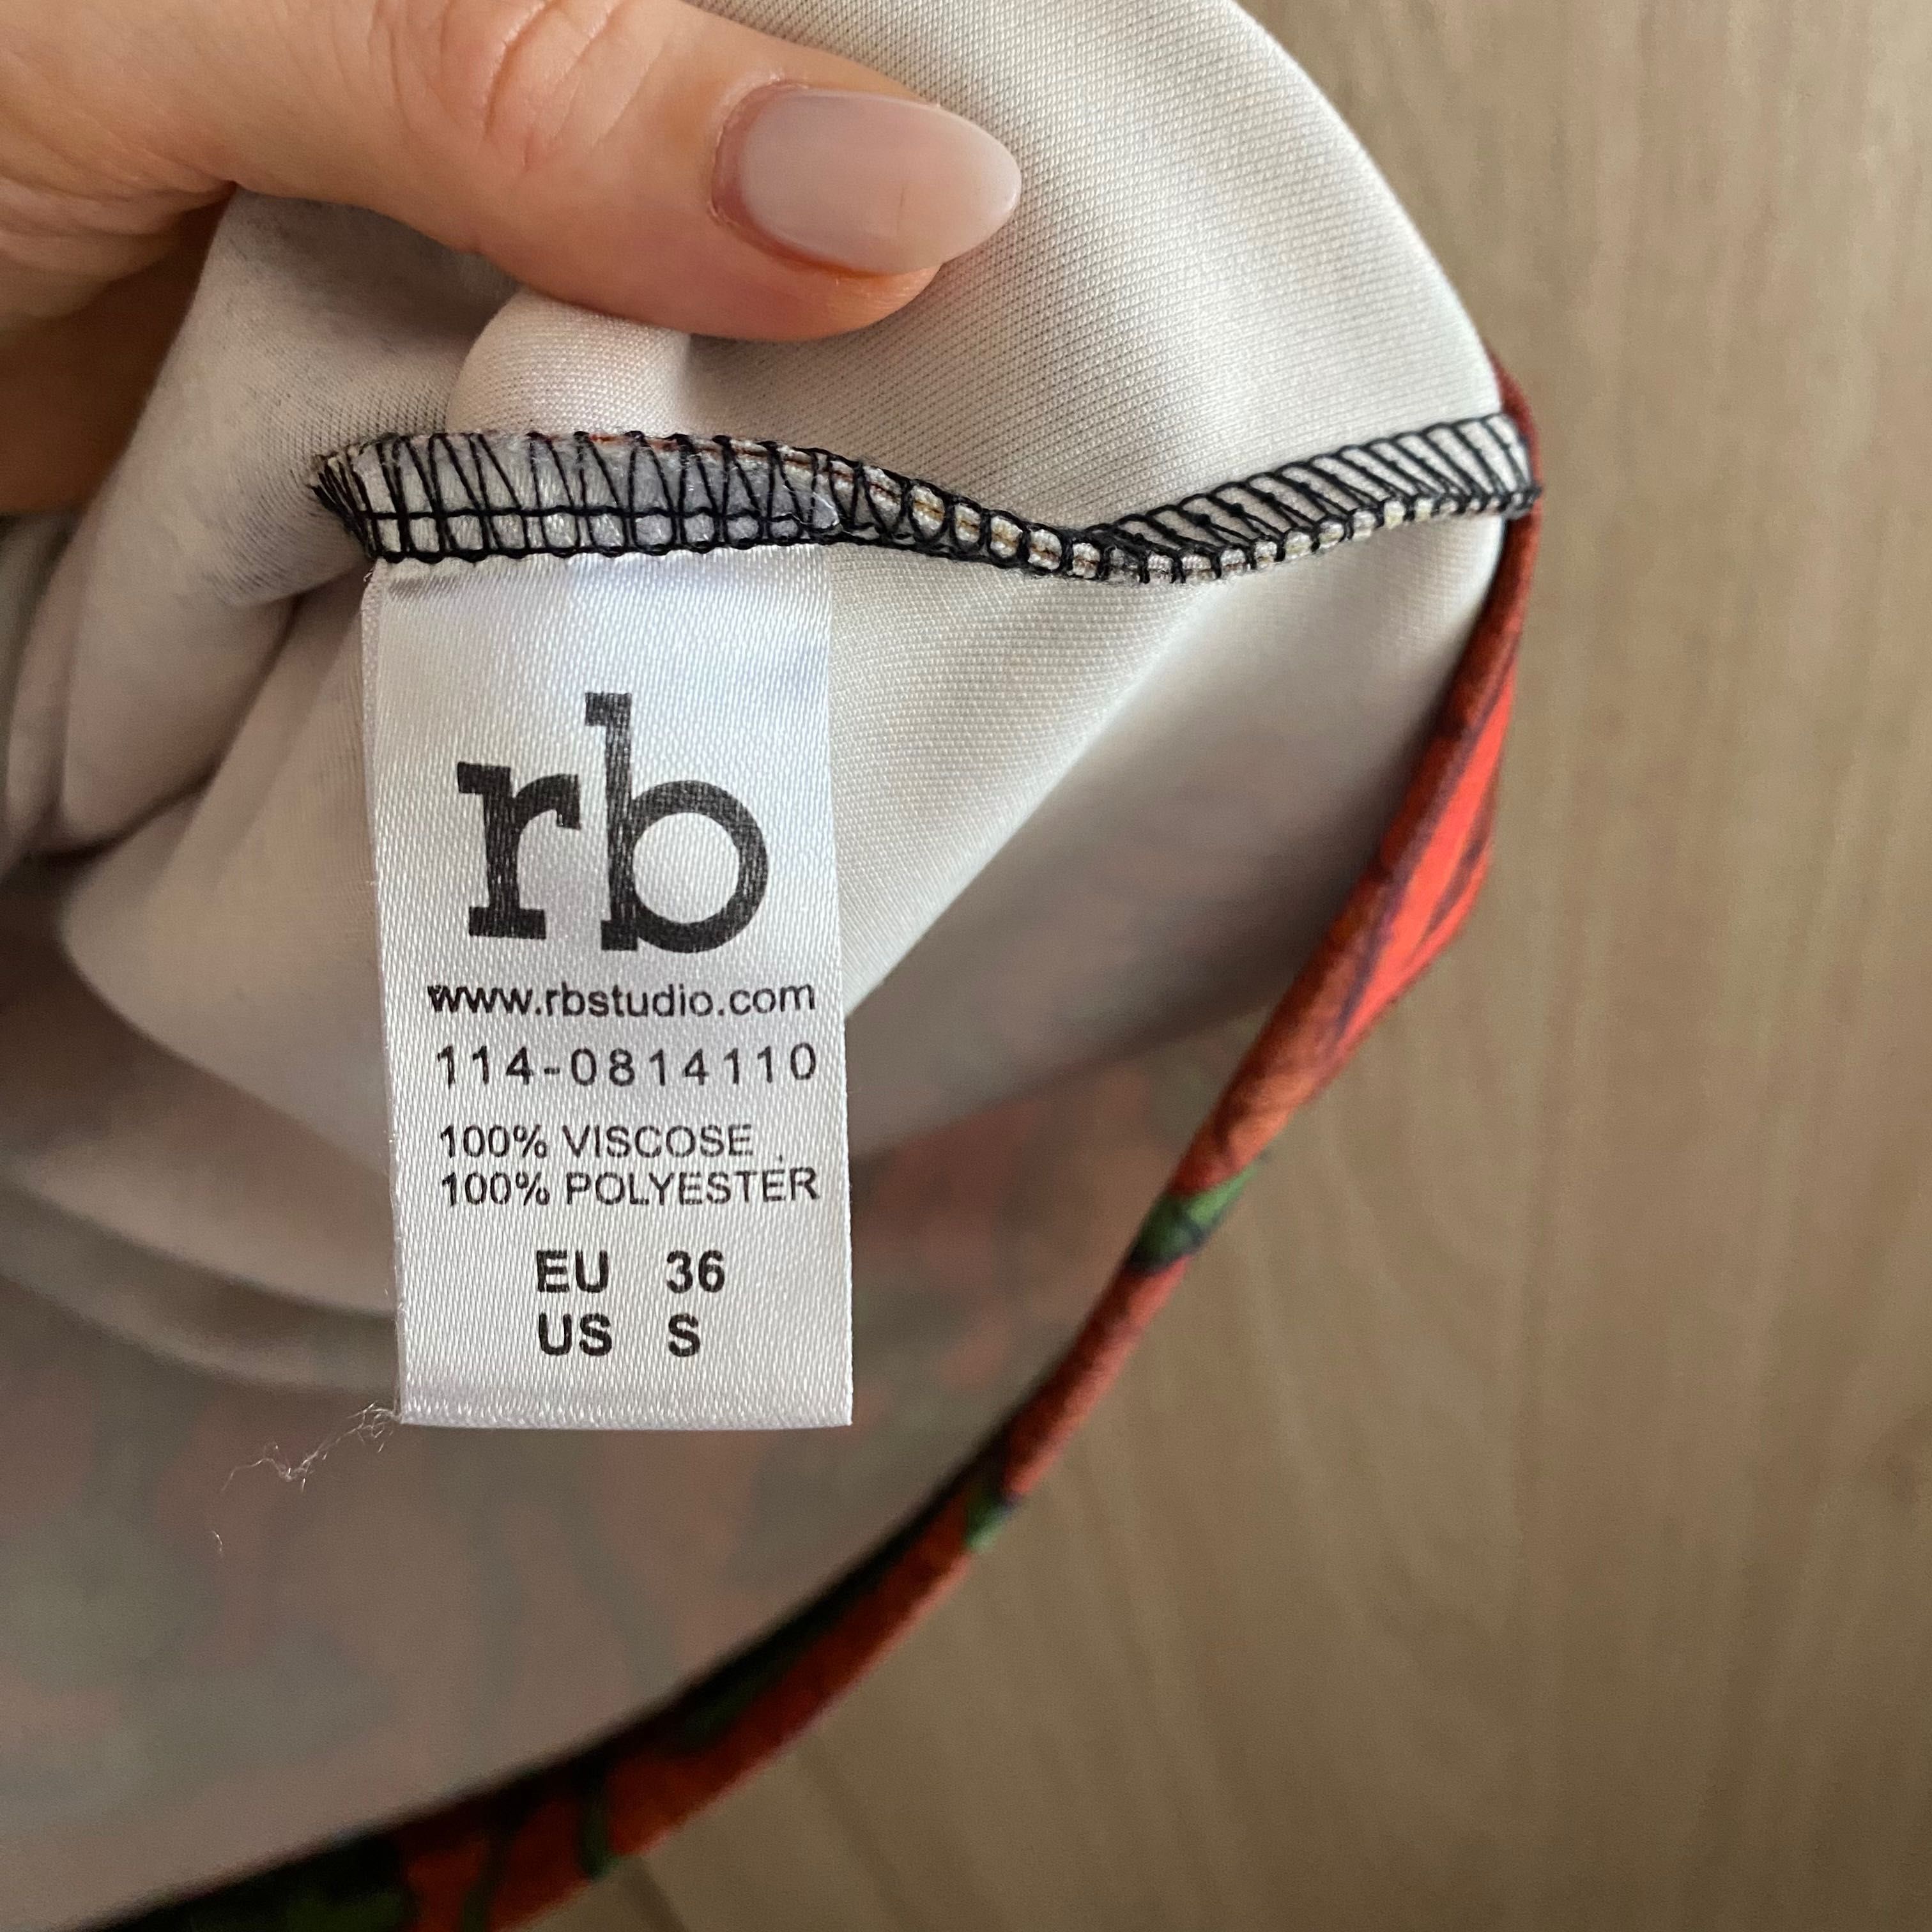 rb
www.rbstudio.com
114-0814110
100% VISCOSE
100% POLYESTER
EU 36
US S